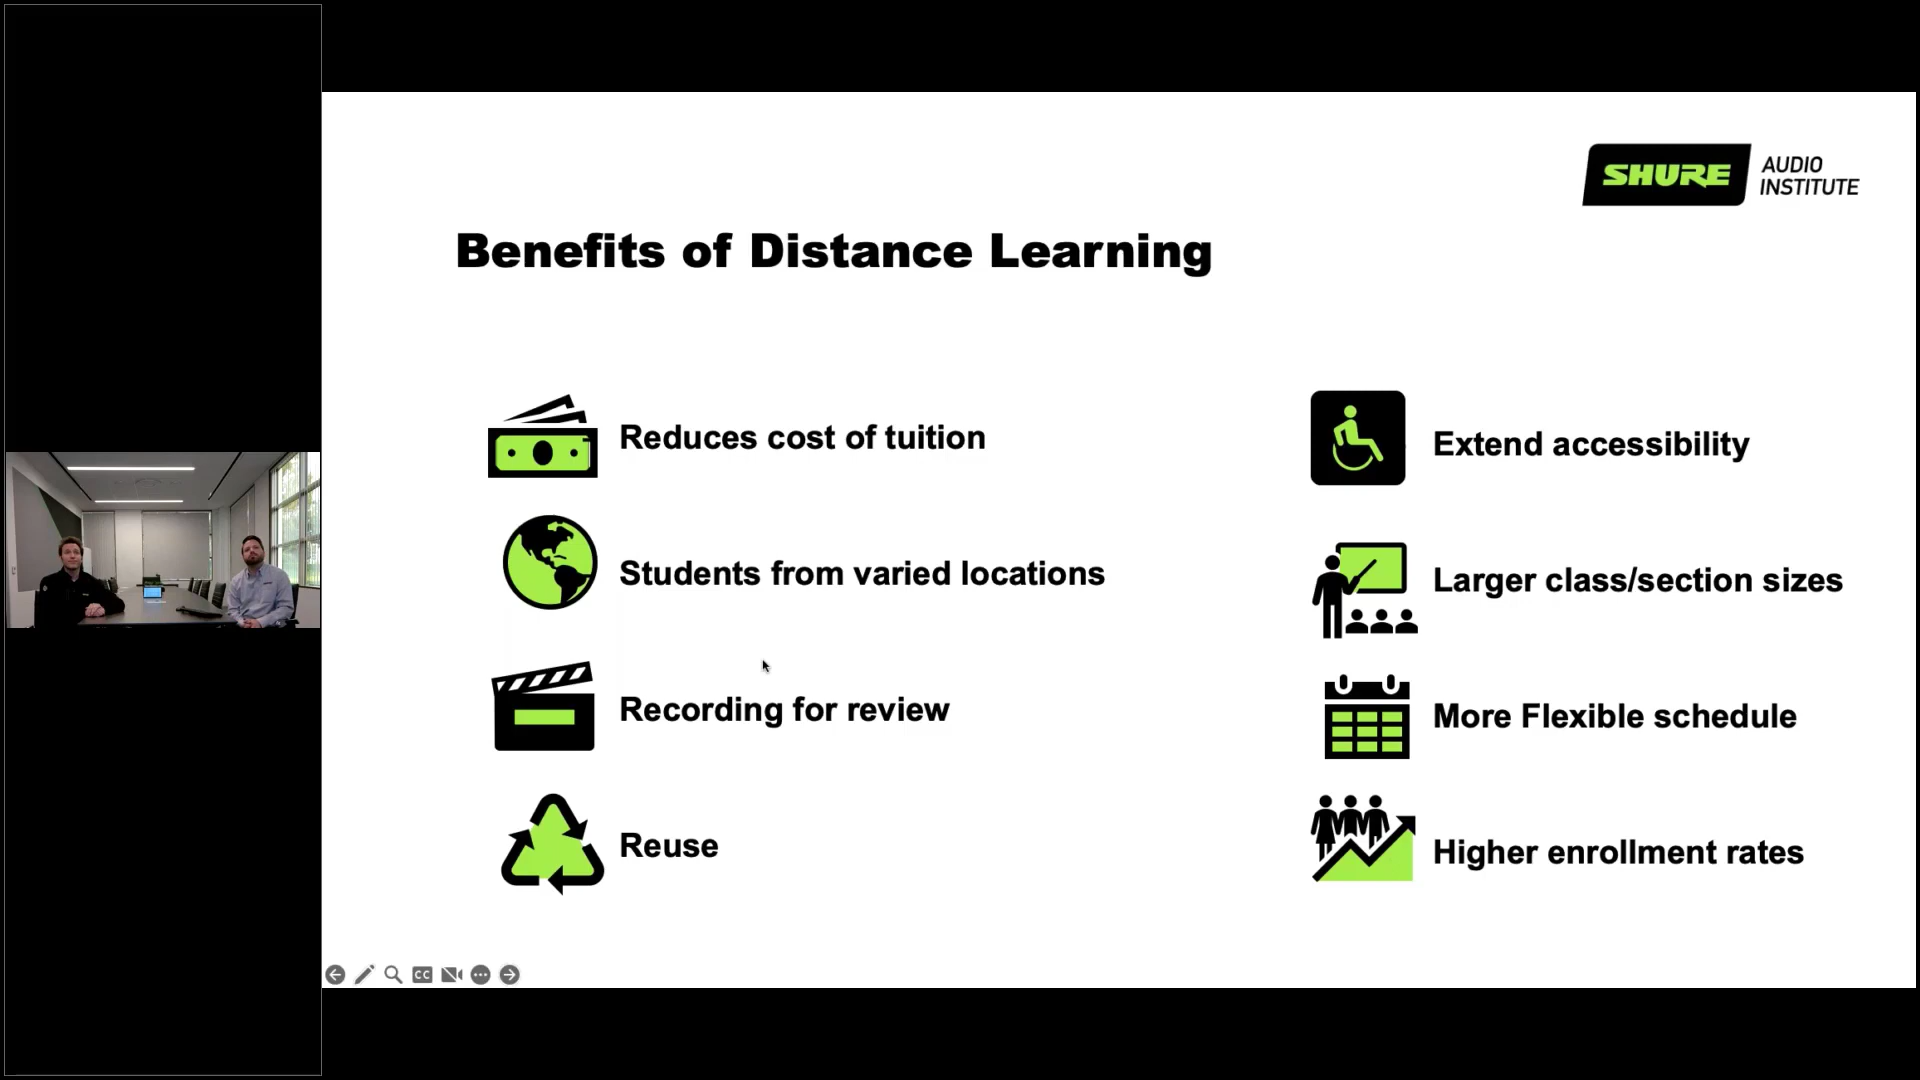 SHURE
AUDIO
INSTITUTE
Benefits of Distance Learning
Reduces cost of tuition
Students from varied locations
Recording for review
Reuse
Extend accessibility
Larger class/section sizes
More Flexible schedule
Higher enrollment rates
CC